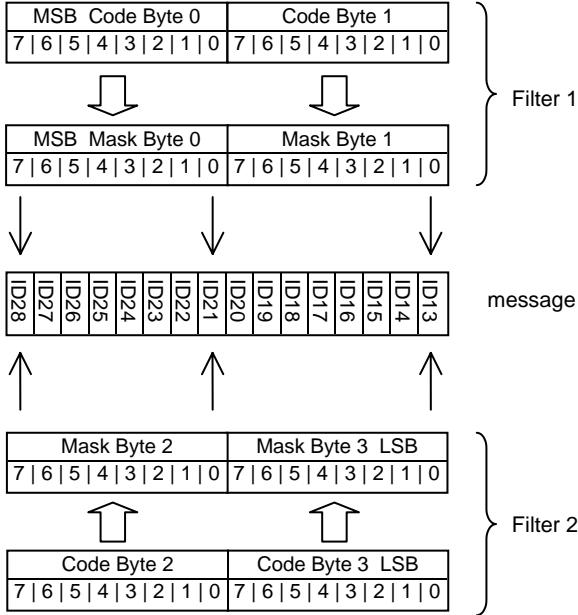 MSB Code Byte 0 Code Byte 1
7 | 6 | 5 | 4 | 3 | 2 | 1 | 0 7 | 6 | 5 | 4 | 3 | 2 | 1 | 0
Filter 1
MSB Mask Byte 0 Mask Byte 1
7 | 6 | 5 | 4 | 3 | 2 | 1 | 0 7 | 6 | 5 | 4 | 3 | 2 | 1 | 0
ID28 ID27 ID26 ID25 ID24 ID23 ID22 ID21 ID20 ID19 ID18 ID17 ID16 ID15 ID14 ID13 message
Mask Byte 2 Mask Byte 3 LSB
7 | 6 | 5 | 4 | 3 | 2 | 1 | 0 7 | 6 | 5 | 4 | 3 | 2 | 1 | 0
Filter 2
Code Byte 2 Code Byte 3 LSB
7 | 6 | 5 | 4 | 3 | 2 | 1 | 0 7 | 6 | 5 | 4 | 3 | 2 | 1 | 0